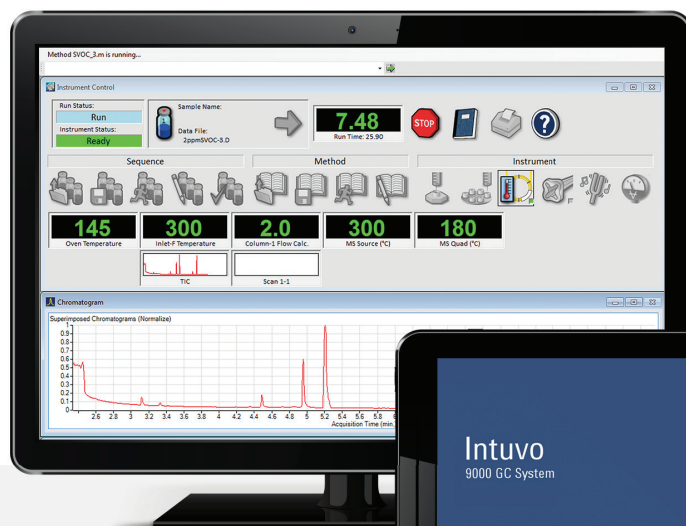 Method SVOC_3.m is running...
Instrument Control
Run Status:
Run
Instrument Status:
Ready
Sample Name:
Data File:
2ppmSVOC-3.D
7.48
Run Time: 25.90
STOP
?
Sequence
Method
Instrument
145
Oven Temperature
300
Inlet-F Temperature
2.0
Column-1 Flow Calc.
300
MS Source (°C)
180
MS Quad (°C)
TIC
Scan 1-1
Chromatogram
Superimposed Chromatograms (Normalize)
1
0.9
0.8
0.7
0.6
0.5
0.4
0.3
0.2
0.1
0
2.6 2.8 3 3.2 3.4 3.6 3.8 4 4.2 4.4 4.6 4.8 5 5.2 5.4 5.6 5.8
Acquisition Time (min.
Intuvo
9000 GC System